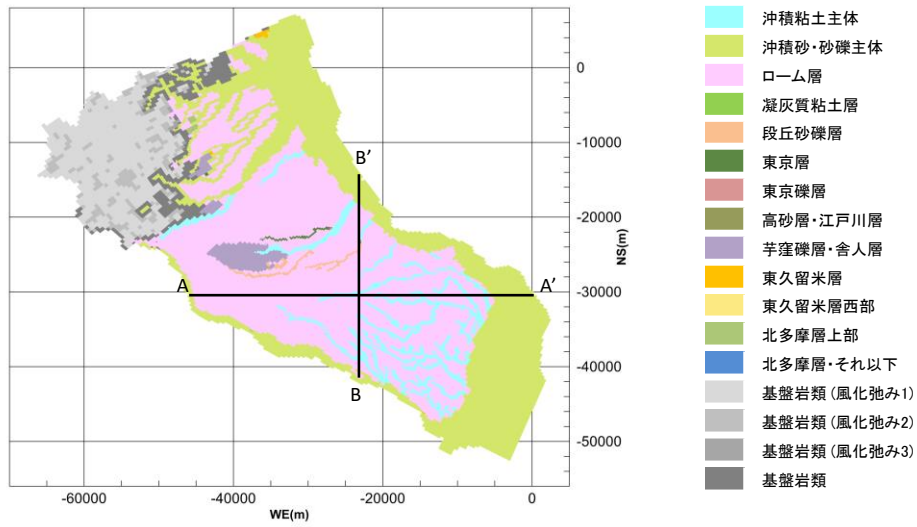 沖積粘土主体
沖積砂・砂礫主体
ローム層
凝灰質粘土層
段丘砂礫層
東京層
東京礫層
高砂層・江戸川層
芋窪礫層・舎人層
東久留米層
東久留米層西部
北多摩層上部
北多摩層・それ以下
基盤岩類(風化弛み1)
基盤岩類(風化弛み2)
基盤岩類(風化弛み3)
基盤岩類
B′
A
A′
B
0
-10000
-20000
-30000
-40000
-50000
NS(m)
-60000
-40000
-20000
0
WE(m)